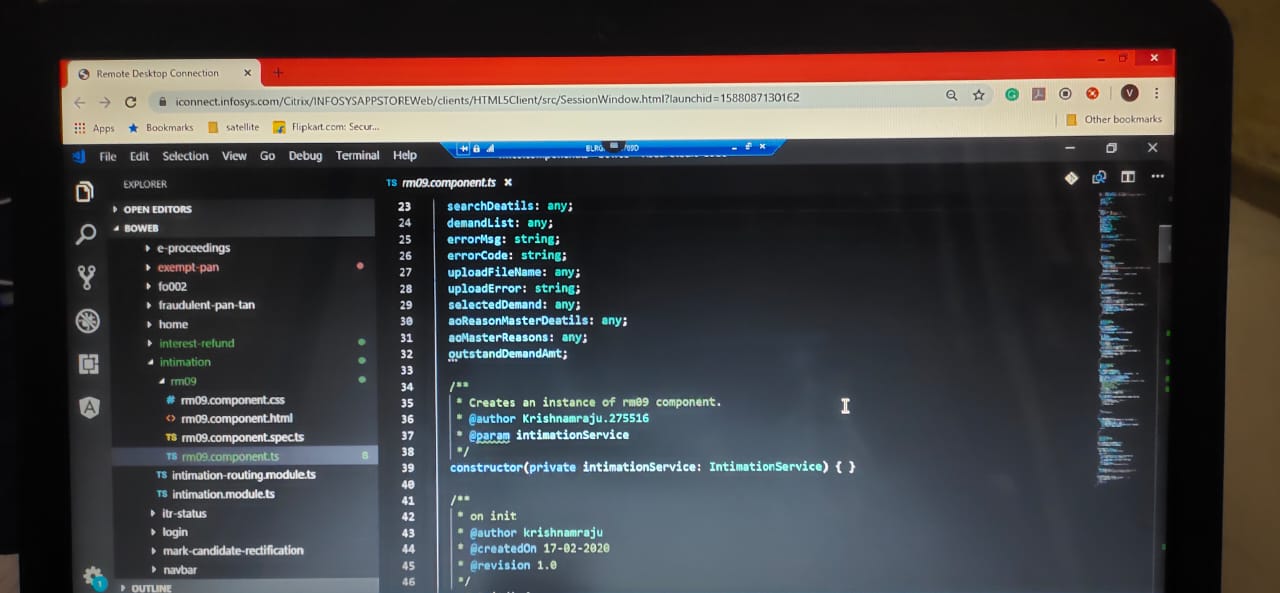 Remote Desktop Connection
iconnect.infosys.com/Citrix/INFOSYSAPPSTOREWeb/clients/HTML5Client/src/SessionWindow.html?launchid=1588087130162
V
Apps Bookmarks satellite Flipkart.com: Secur... Other bookmarks
File Edit Selection View Go Debug Terminal Help
EXPLORER
OPEN EDITORS
BOWEB
e-proceedings
exempt-pan
fo002
fraudulent-pan-tan
home
interest-refund
intimation
rm09
# rm09.component.css
<> rm09.component.html
TS rm09.component.spec.ts
TS rm09.component.ts 8
TS intimation-routing.module.ts
TS intimation.module.ts
itr-status
login
mark-candidate-rectification
navbar
OUTLINE
1
TS rm09.component.ts
23 searchDeatils: any;
24 demandList: any;
25 errorMsg: string;
26 errorCode: string;
27 uploadFileName: any;
28 uploadError: string;
29 selectedDemand: any;
30 aoReasonMasterDeatils: any;
31 aoMasterReasons: any;
32 outstandDemandAmt;
33
34 /**
35 * Creates an instance of rm09 component.
36 * @author Krishnamraju.275516
37 * @param intimationService
38 */
39 constructor(private intimationService: IntimationService) { }
40
41 /**
42 * on init
43 * @author krishnamraju
44 * @createdOn 17-02-2020
45 * @revision 1.0
46 */